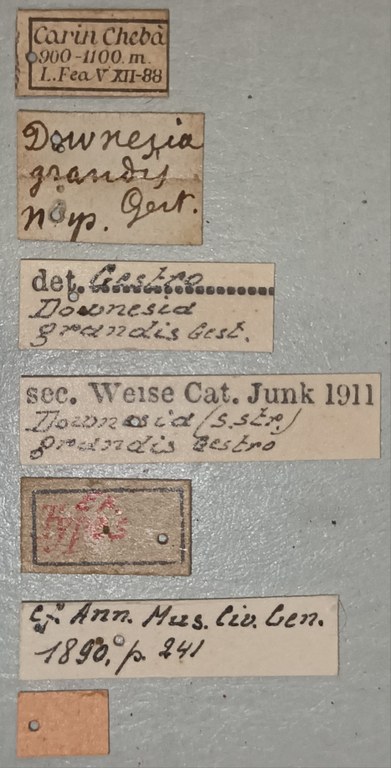 Carin Chebà
900-1100. m.
L. Fea V XII-88
Downesia
grandis
Gest.
n. sp.
det. Gestro
Downesia
grandis Gest.
sec. Weise Cat. Junk 1911
Downesia (s. str.)
grandis Gestro
cf. Ann. Mus. Civ. Gen.
1890, p. 241